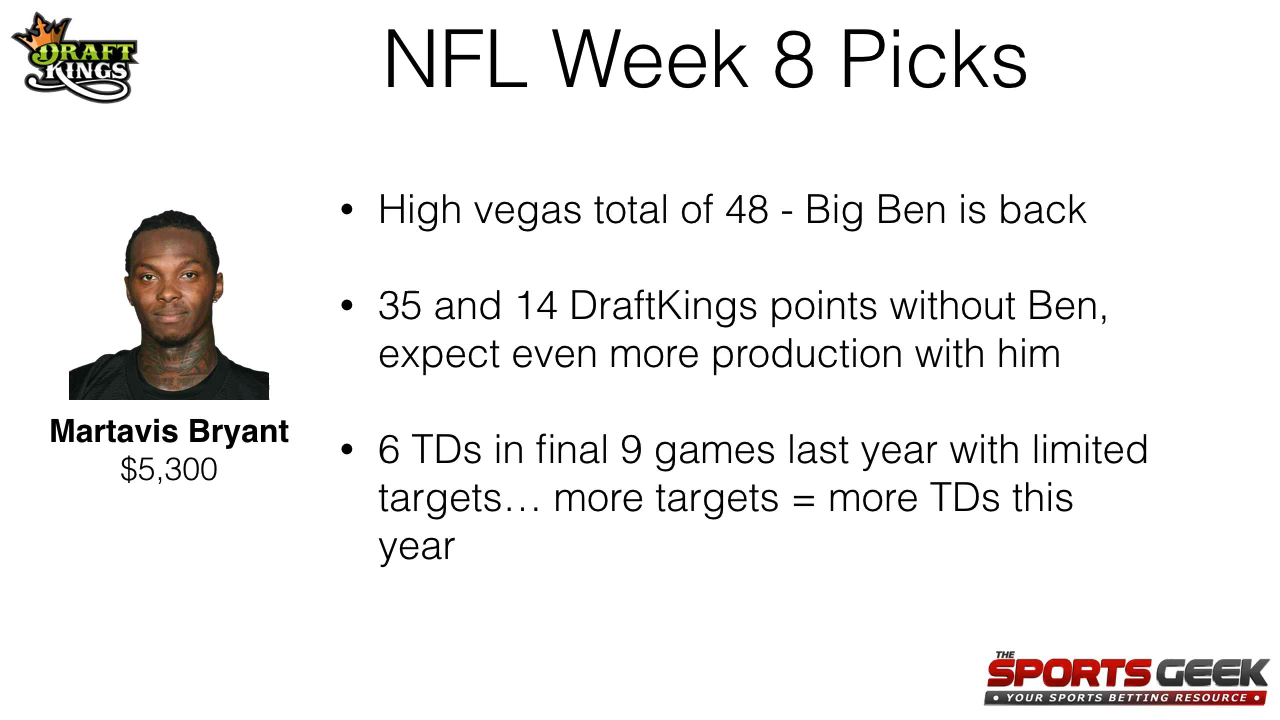 DRAFT
KINGS
NFL Week 8 Picks
• High vegas total of 48 - Big Ben is back
• 35 and 14 DraftKings points without Ben,
expect even more production with him
• 6 TDs in final 9 games last year with limited
targets… more targets = more TDs this
year
Martavis Bryant
$5,300
THE
SPORTS GEEK
• YOUR SPORTS BETTING RESOURCE •